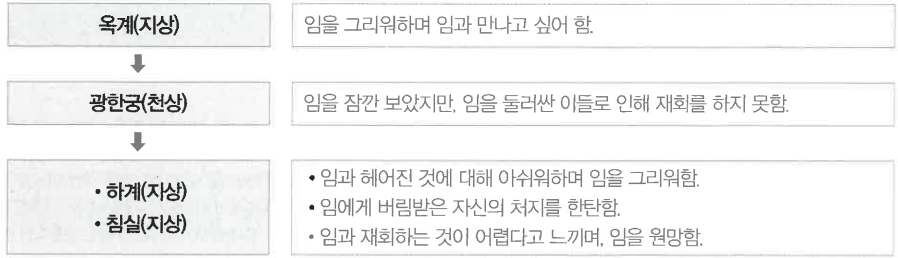 옥계(지상)
임을 그리워하며 임과 만나고 싶어 함.
⬇
광한궁(천상)
임을 잠깐 보았지만, 임을 둘러싼 이들로 인해 재회를 하지 못함.
⬇
• 하계(지상)
• 침실(지상)
• 임과 헤어진 것에 대해 아쉬워하며 임을 그리워함.
• 임에게 버림받은 자신의 처지를 한탄함.
• 임과 재회하는 것이 어렵다고 느끼며, 임을 원망함.